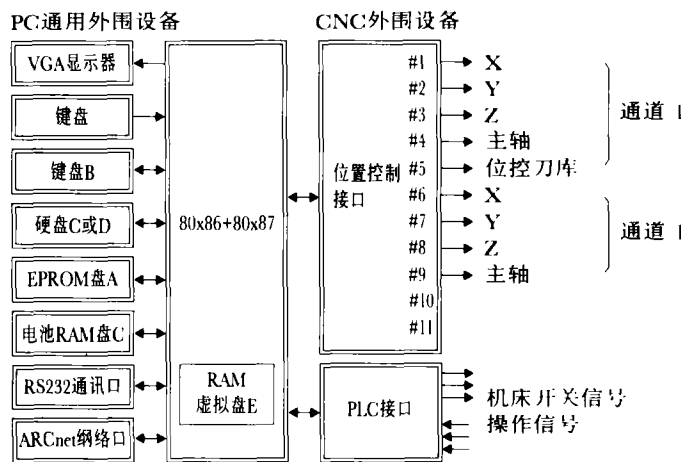 PC通用外围设备
CNC外围设备
VGA显示器
键盘
键盘B
硬盘C或D
EPROM盘A
电池RAM盘C
RS232通讯口
ARCnet纲络口
80x86+80x87
RAM
虚拟盘E
位置控制
接口
#1 X
#2 Y
#3 Z
#4 主轴
#5 位控刀库
#6 X
#7 Y
#8 Z
#9 主轴
#10
#11
通道
通道
PLC接口
机床开关信号
操作信号